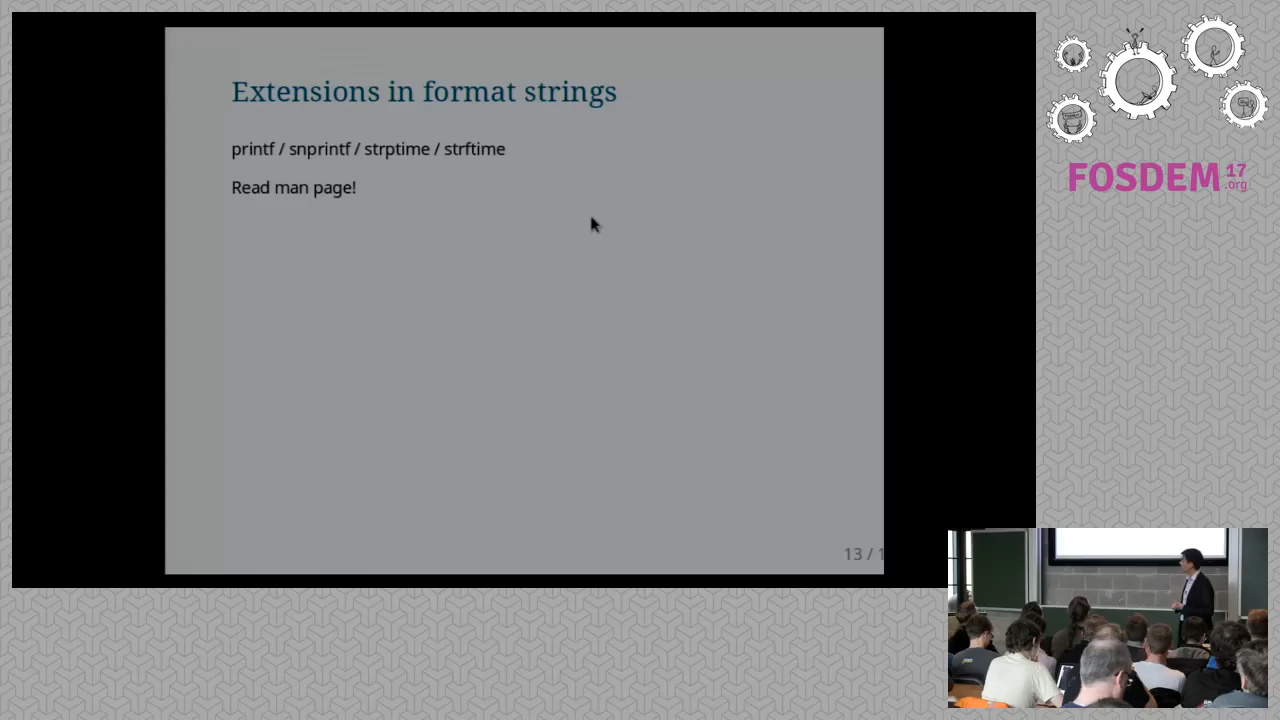 Extensions in format strings
printf / snprintf / strptime / strftime
Read man page!
13 / 1
FOSDEM 17 .org